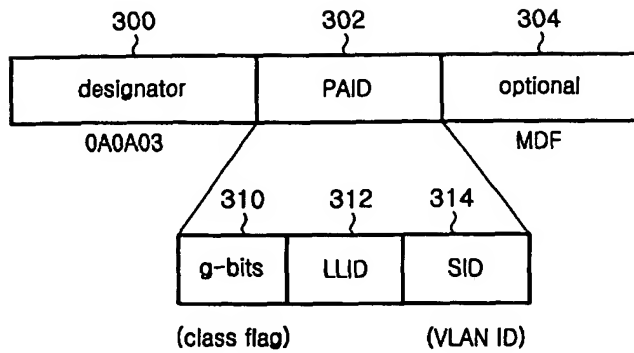 300 302 304
designator PAID optional
0A0A03 MDF
310 312 314
g-bits LLID SID
(class flag) (VLAN ID)